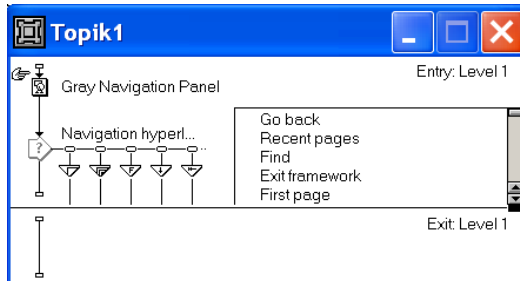 Topik1
Entry: Level 1
Gray Navigation Panel
Navigation hyperl...
?
Go back
Recent pages
Find
Exit framework
First page
Exit: Level 1